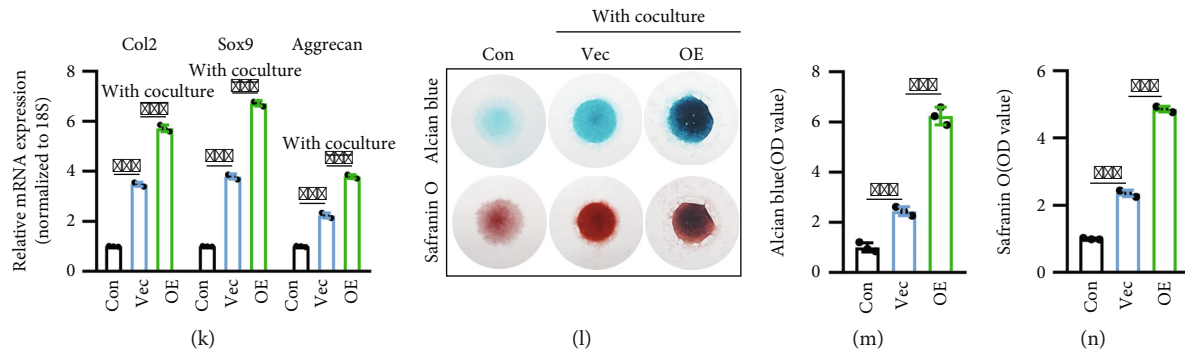 Col2 Sox9 Aggrecan
Relative mRNA expression
(normalized to 18S)
8
6
4
2
0
With coculture
With coculture
With coculture
Con Vec OE Con Vec OE Con Vec OE
(k)
With coculture
Con Vec OE
Alcian blue
Safranin O
(l)
Alcian blue(OD value)
8
6
4
2
0
Con Vec OE
(m)
Safranin O(OD value)
6
4
2
0
Con Vec OE
(n)